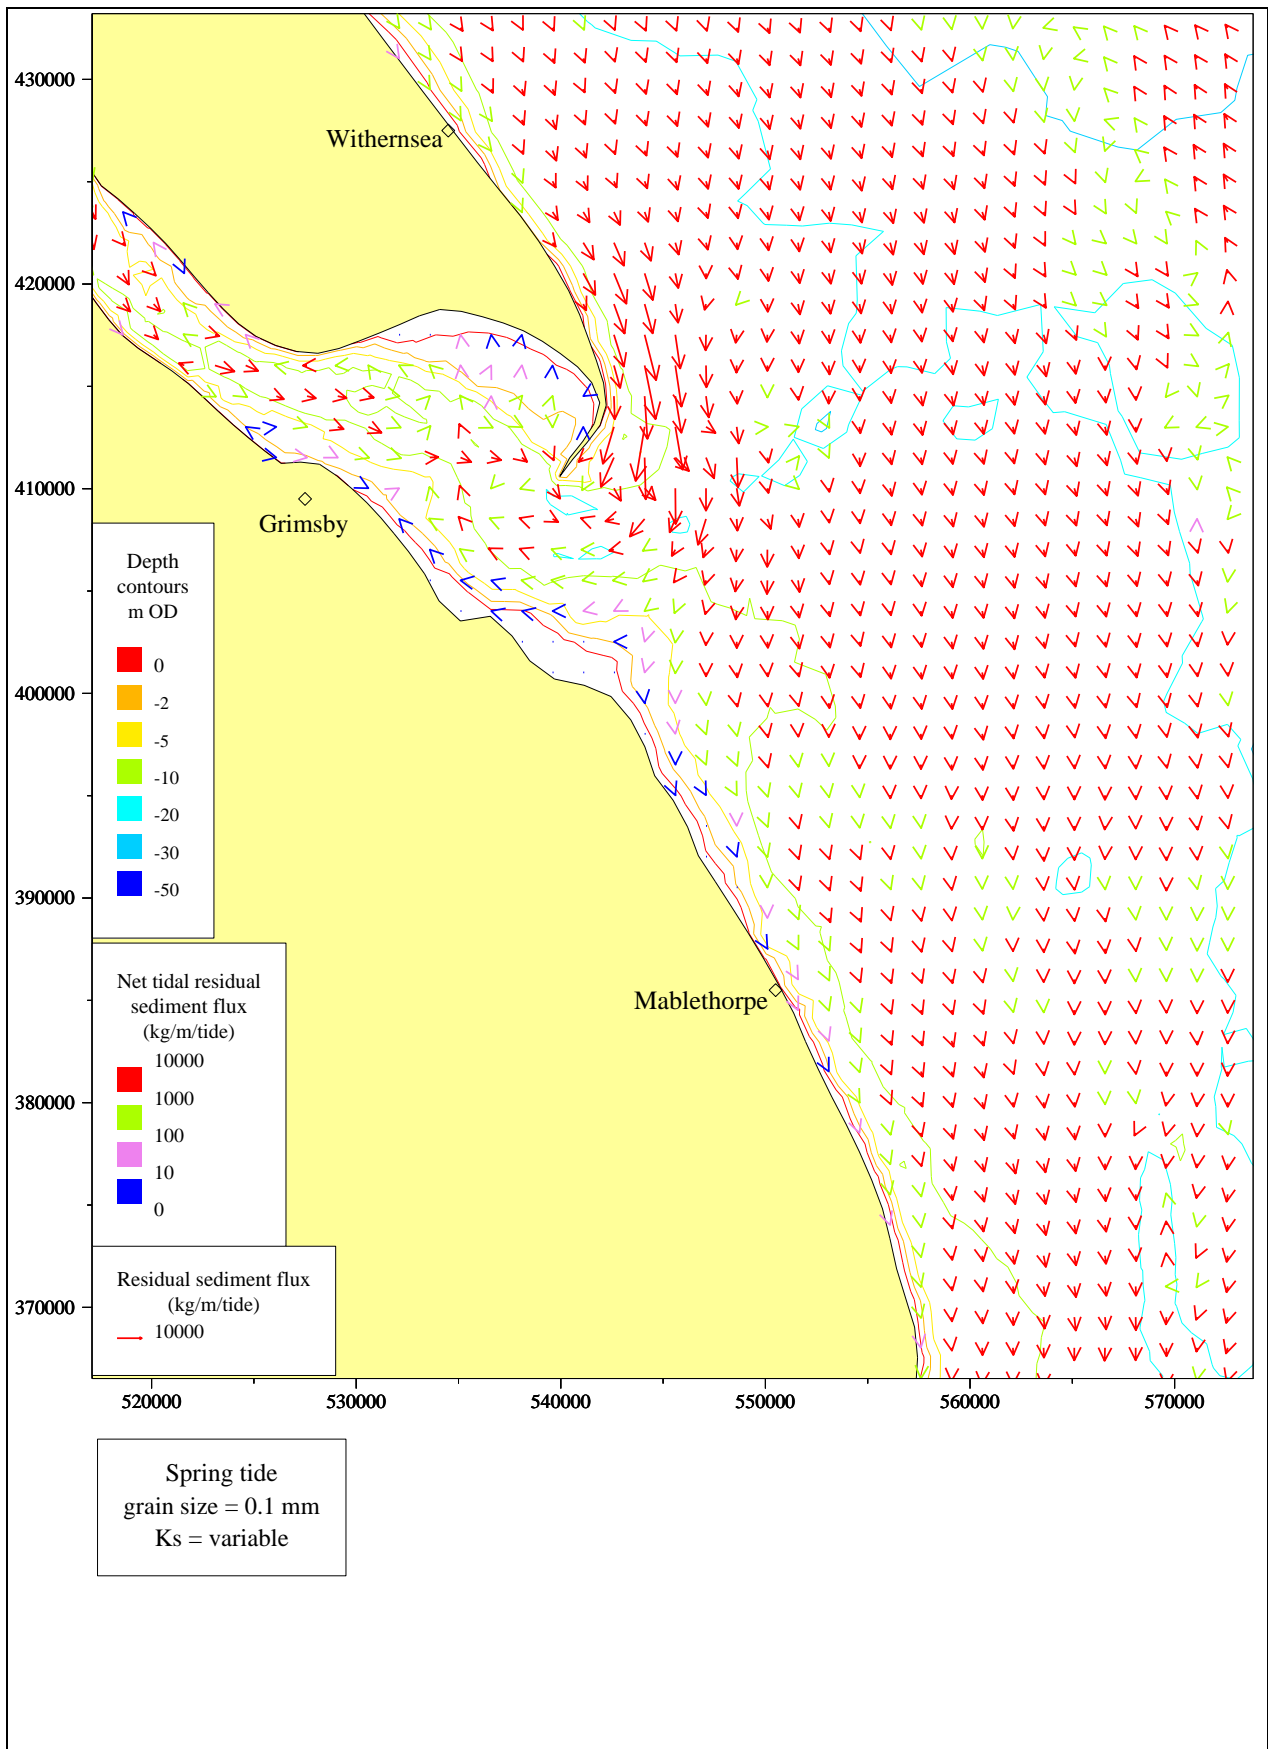 430000
420000
410000
400000
390000
380000
370000
Withernsea
Grimsby
Mablethorpe
Depth
contours
m OD
0
-2
-5
-10
-20
-30
-50
Net tidal residual
sediment flux
(kg/m/tide)
10000
1000
100
10
0
Residual sediment flux
(kg/m/tide)
10000
520000 530000 540000 550000 560000 570000
Spring tide
grain size = 0.1 mm
Ks = variable